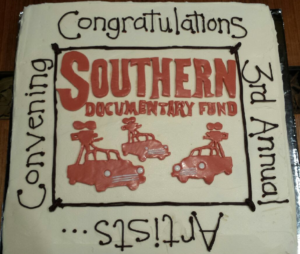 Congratulations
SOUTHERN
DOCUMENTARY FUND
3rd Annual
Artists...
Convening